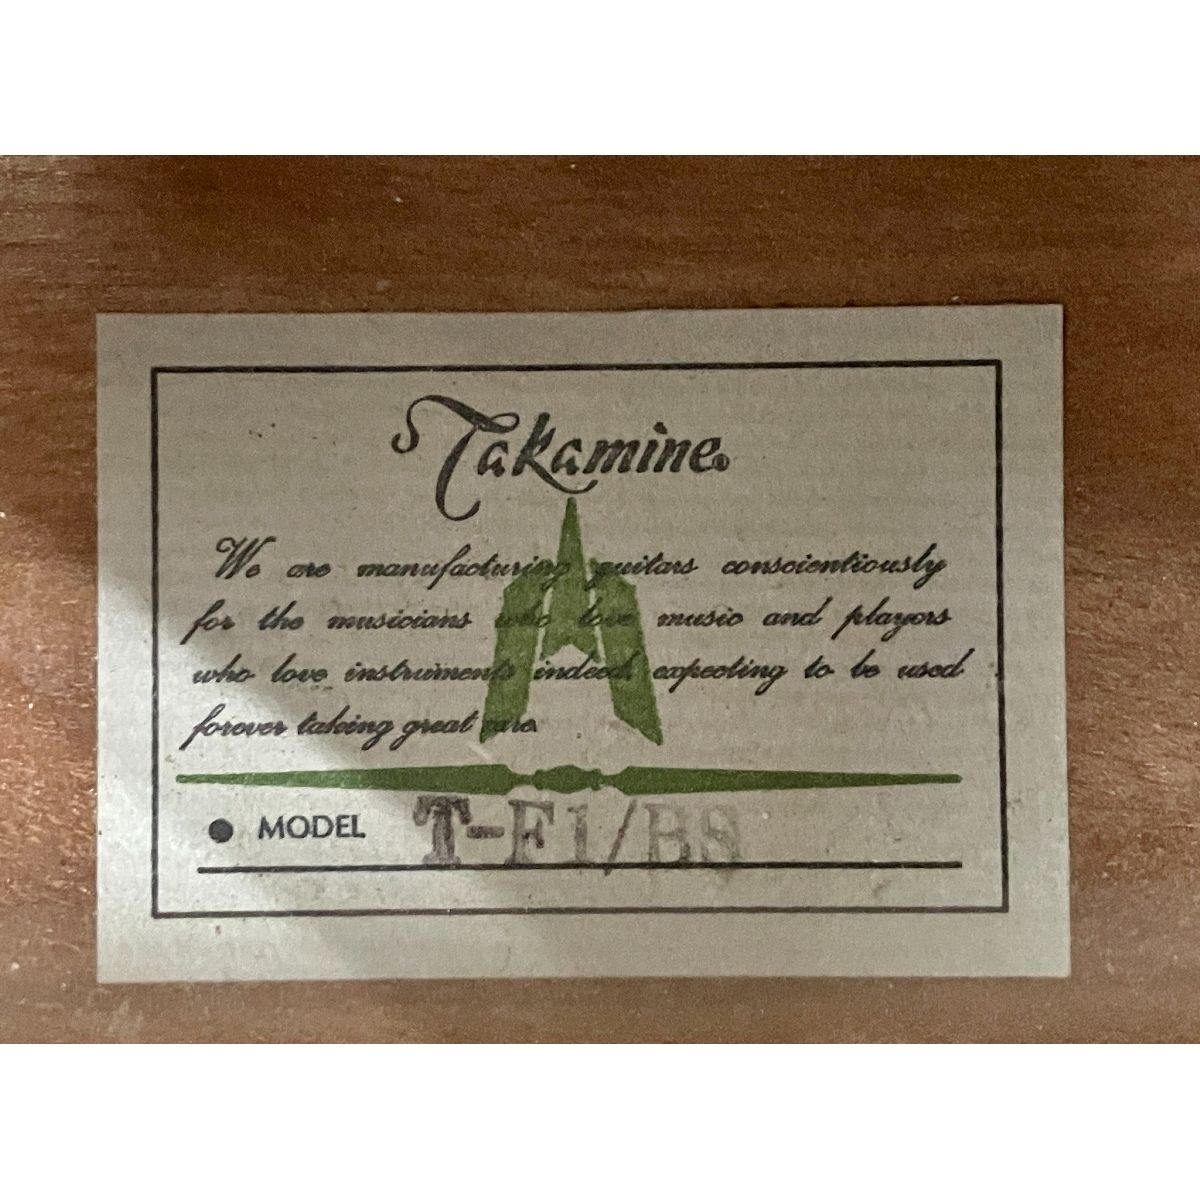 Takamine®
We are manufacturing guitars conscientiously
for the musicians who love music and players
who love instruments indeed expecting to be used
forever taking great care.
● MODEL T-F1/BS